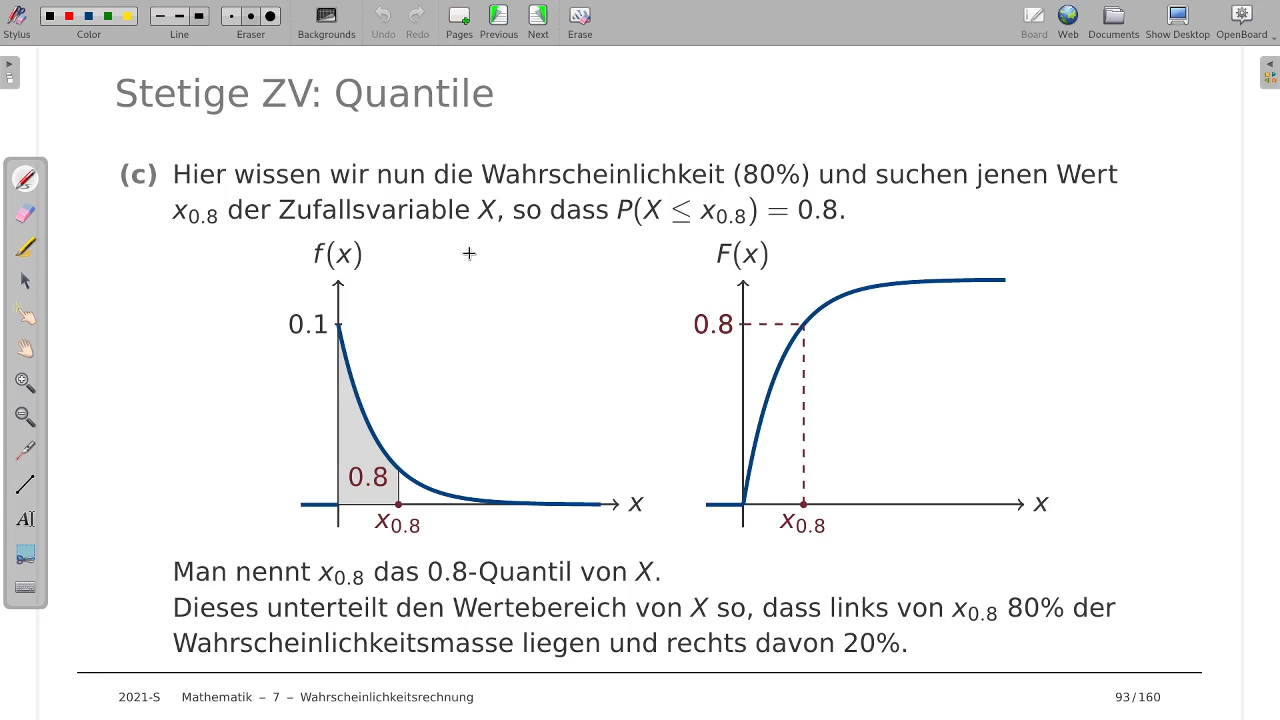 Stylus Color Line Eraser Backgrounds Undo Redo Pages Previous Next Erase Board Web Documents Show Desktop OpenBoard
Stetige ZV: Quantile
(c) Hier wissen wir nun die Wahrscheinlichkeit (80%) und suchen jenen Wert
x₀.₈ der Zufallsvariable X, so dass P(X ≤ x₀.₈) = 0.8.
f(x)
0.1
0.8
x₀.₈
x
F(x)
0.8
x₀.₈
x
Man nennt x₀.₈ das 0.8-Quantil von X.
Dieses unterteilt den Wertebereich von X so, dass links von x₀.₈ 80% der
Wahrscheinlichkeitsmasse liegen und rechts davon 20%.
2021-S Mathematik – 7 – Wahrscheinlichkeitsrechnung 93/160